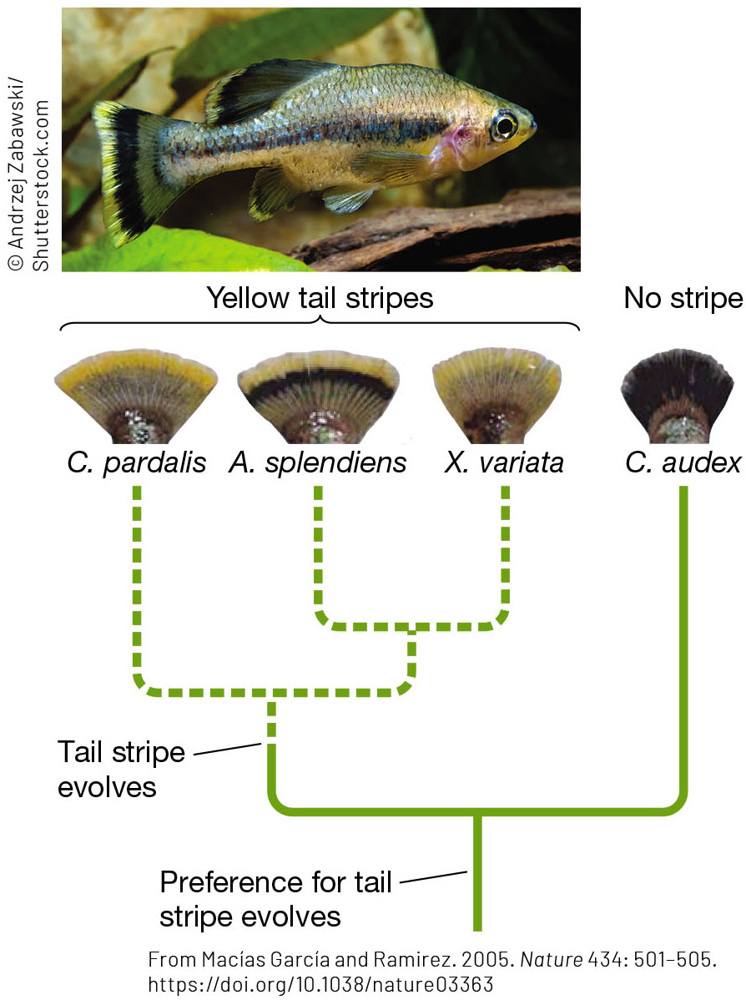 © Andrzej Zabawski/
Shutterstock.com
Yellow tail stripes
No stripe
C. pardalis
A. splendiens
X. variata
C. audex
Tail stripe
evolves
Preference for tail
stripe evolves
From Macías García and Ramirez. 2005. Nature 434: 501–505.
https://doi.org/10.1038/nature03363